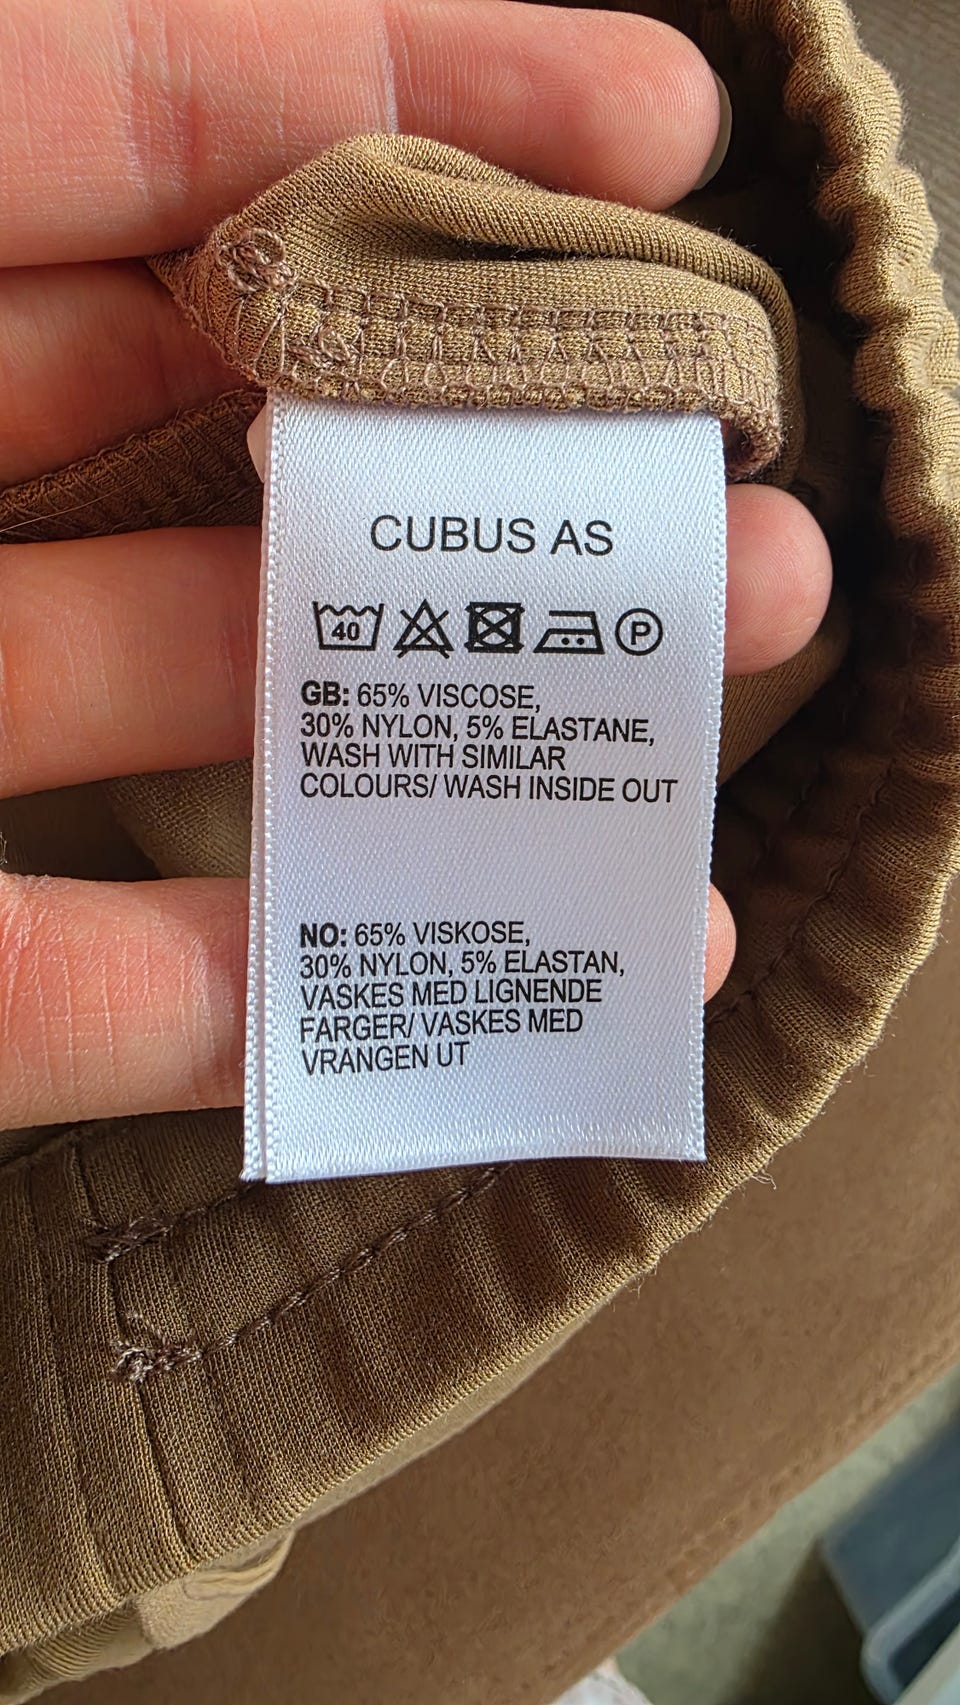 CUBUS AS
40 P
GB: 65% VISCOSE,
30% NYLON, 5% ELASTANE,
WASH WITH SIMILAR
COLOURS/ WASH INSIDE OUT
NO: 65% VISKOSE,
30% NYLON, 5% ELASTAN,
VASKES MED LIGNENDE
FARGER/ VASKES MED
VRANGEN UT